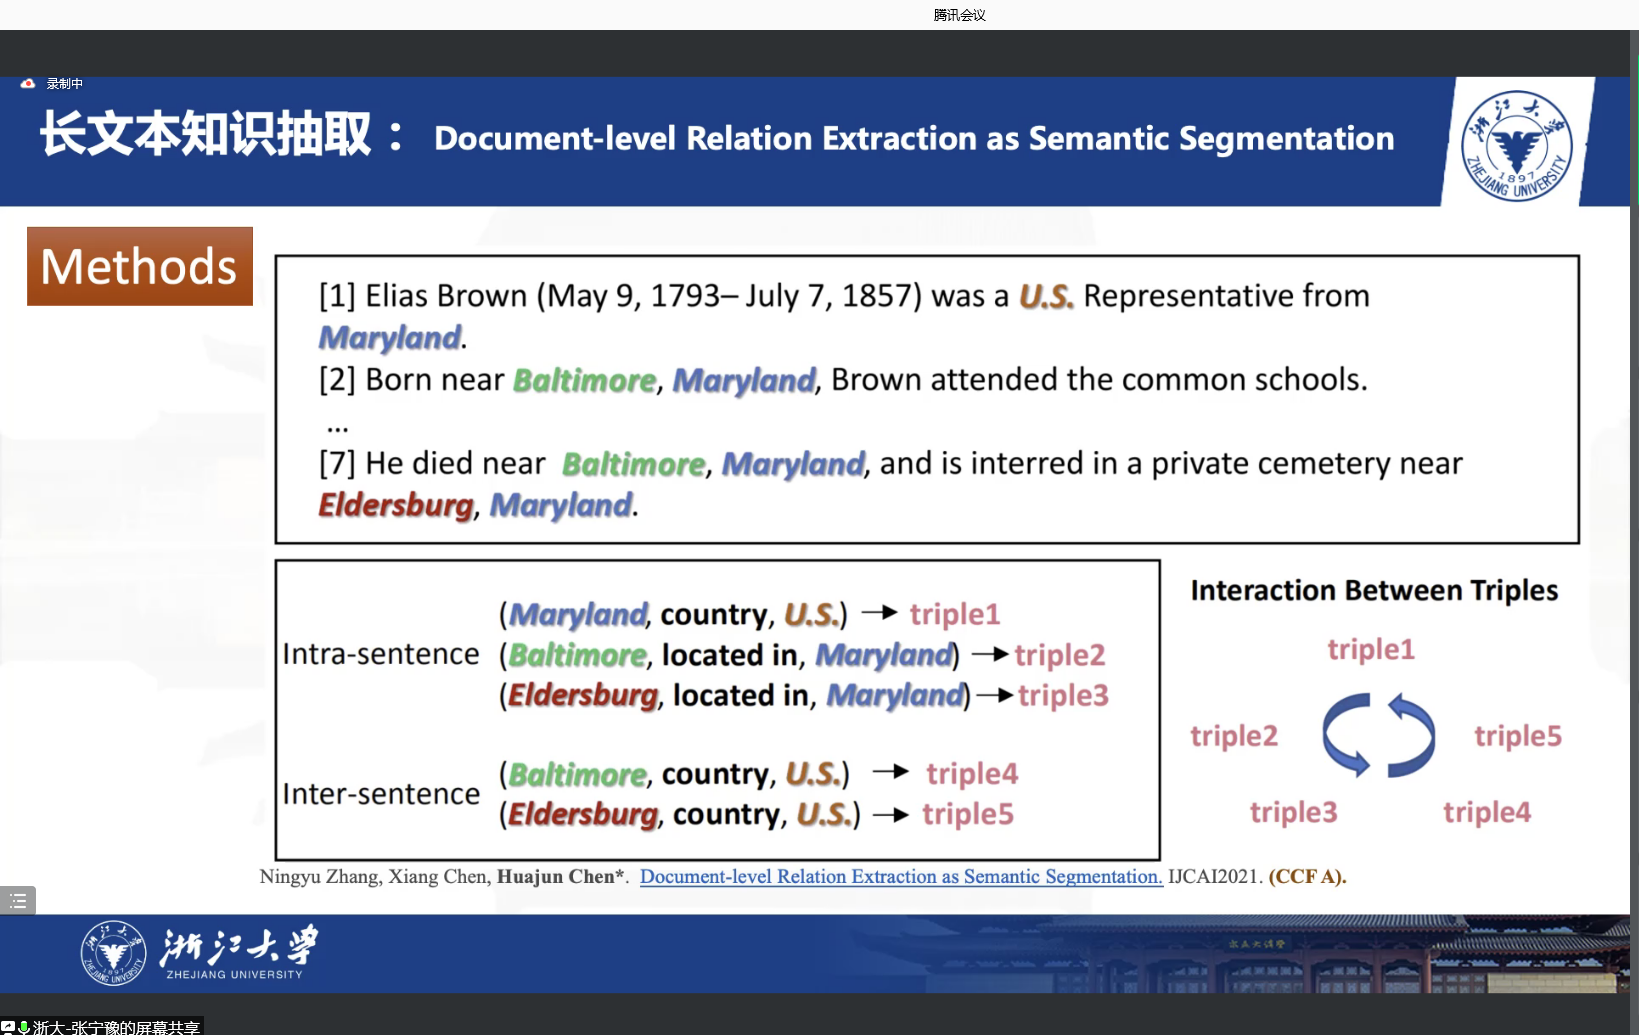 腾讯会议
录制中
长文本知识抽取： Document-level Relation Extraction as Semantic Segmentation
浙江大学
ZHEJIANG UNIVERSITY
1897
Methods
[1] Elias Brown (May 9, 1793– July 7, 1857) was a U.S. Representative from
Maryland.
[2] Born near Baltimore, Maryland, Brown attended the common schools.
...
[7] He died near Baltimore, Maryland, and is interred in a private cemetery near
Eldersburg, Maryland.
Intra-sentence
(Maryland, country, U.S.) → triple1
(Baltimore, located in, Maryland) → triple2
(Eldersburg, located in, Maryland) → triple3
Inter-sentence
(Baltimore, country, U.S.) → triple4
(Eldersburg, country, U.S.) → triple5
Interaction Between Triples
triple1
triple2
triple5
triple3
triple4
Ningyu Zhang, Xiang Chen, Huajun Chen*. Document-level Relation Extraction as Semantic Segmentation. IJCAI2021. (CCF A).
浙江大学
ZHEJIANG UNIVERSITY
浙大-张宁豫的屏幕共享